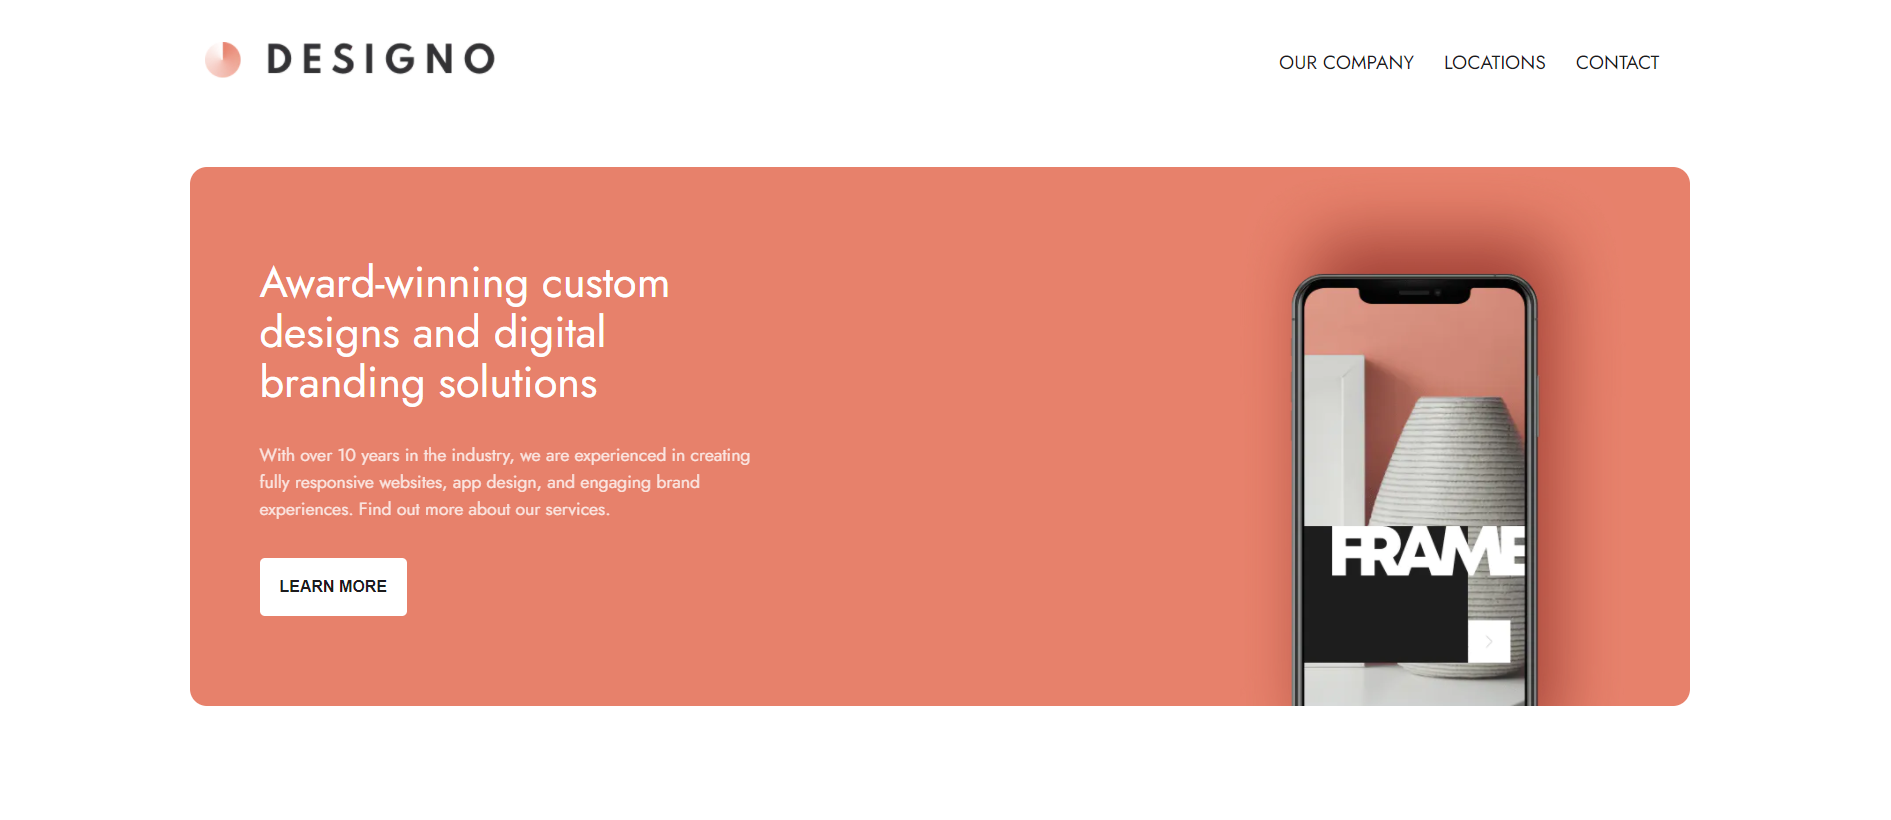 DESIGNO
OUR COMPANY LOCATIONS CONTACT
Award-winning custom
designs and digital
branding solutions
With over 10 years in the industry, we are experienced in creating
fully responsive websites, app design, and engaging brand
experiences. Find out more about our services.
LEARN MORE
FRAME